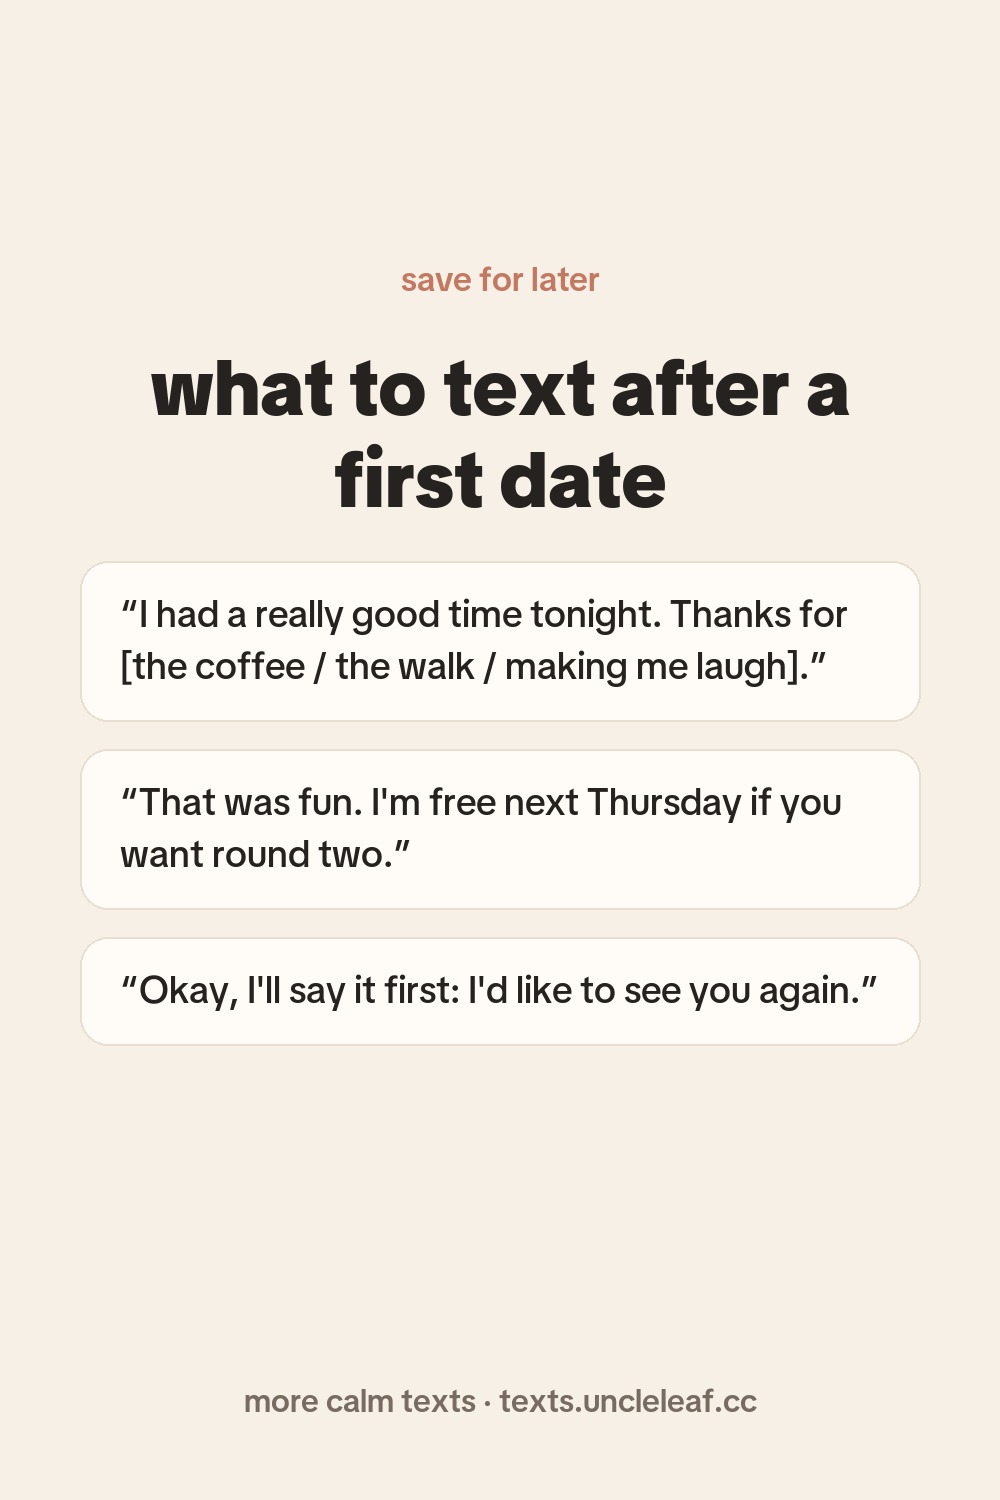 save for later
what to text after a
first date
“I had a really good time tonight. Thanks for
[the coffee / the walk / making me laugh].”
“That was fun. I'm free next Thursday if you
want round two.”
“Okay, I'll say it first: I'd like to see you again.”
more calm texts · texts.uncleleaf.cc